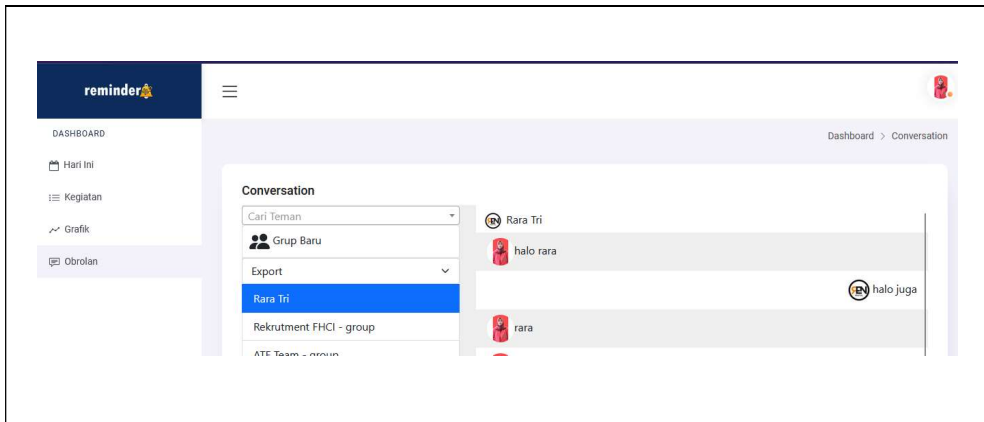 reminder
DASHBOARD
Hari Ini
Kegiatan
Grafik
Obrolan
Dashboard > Conversation
Conversation
Cari Teman
Grup Baru
Export
Rara Tri
Rekrutment FHCI - group
Rara Tri
halo rara
halo juga
rara